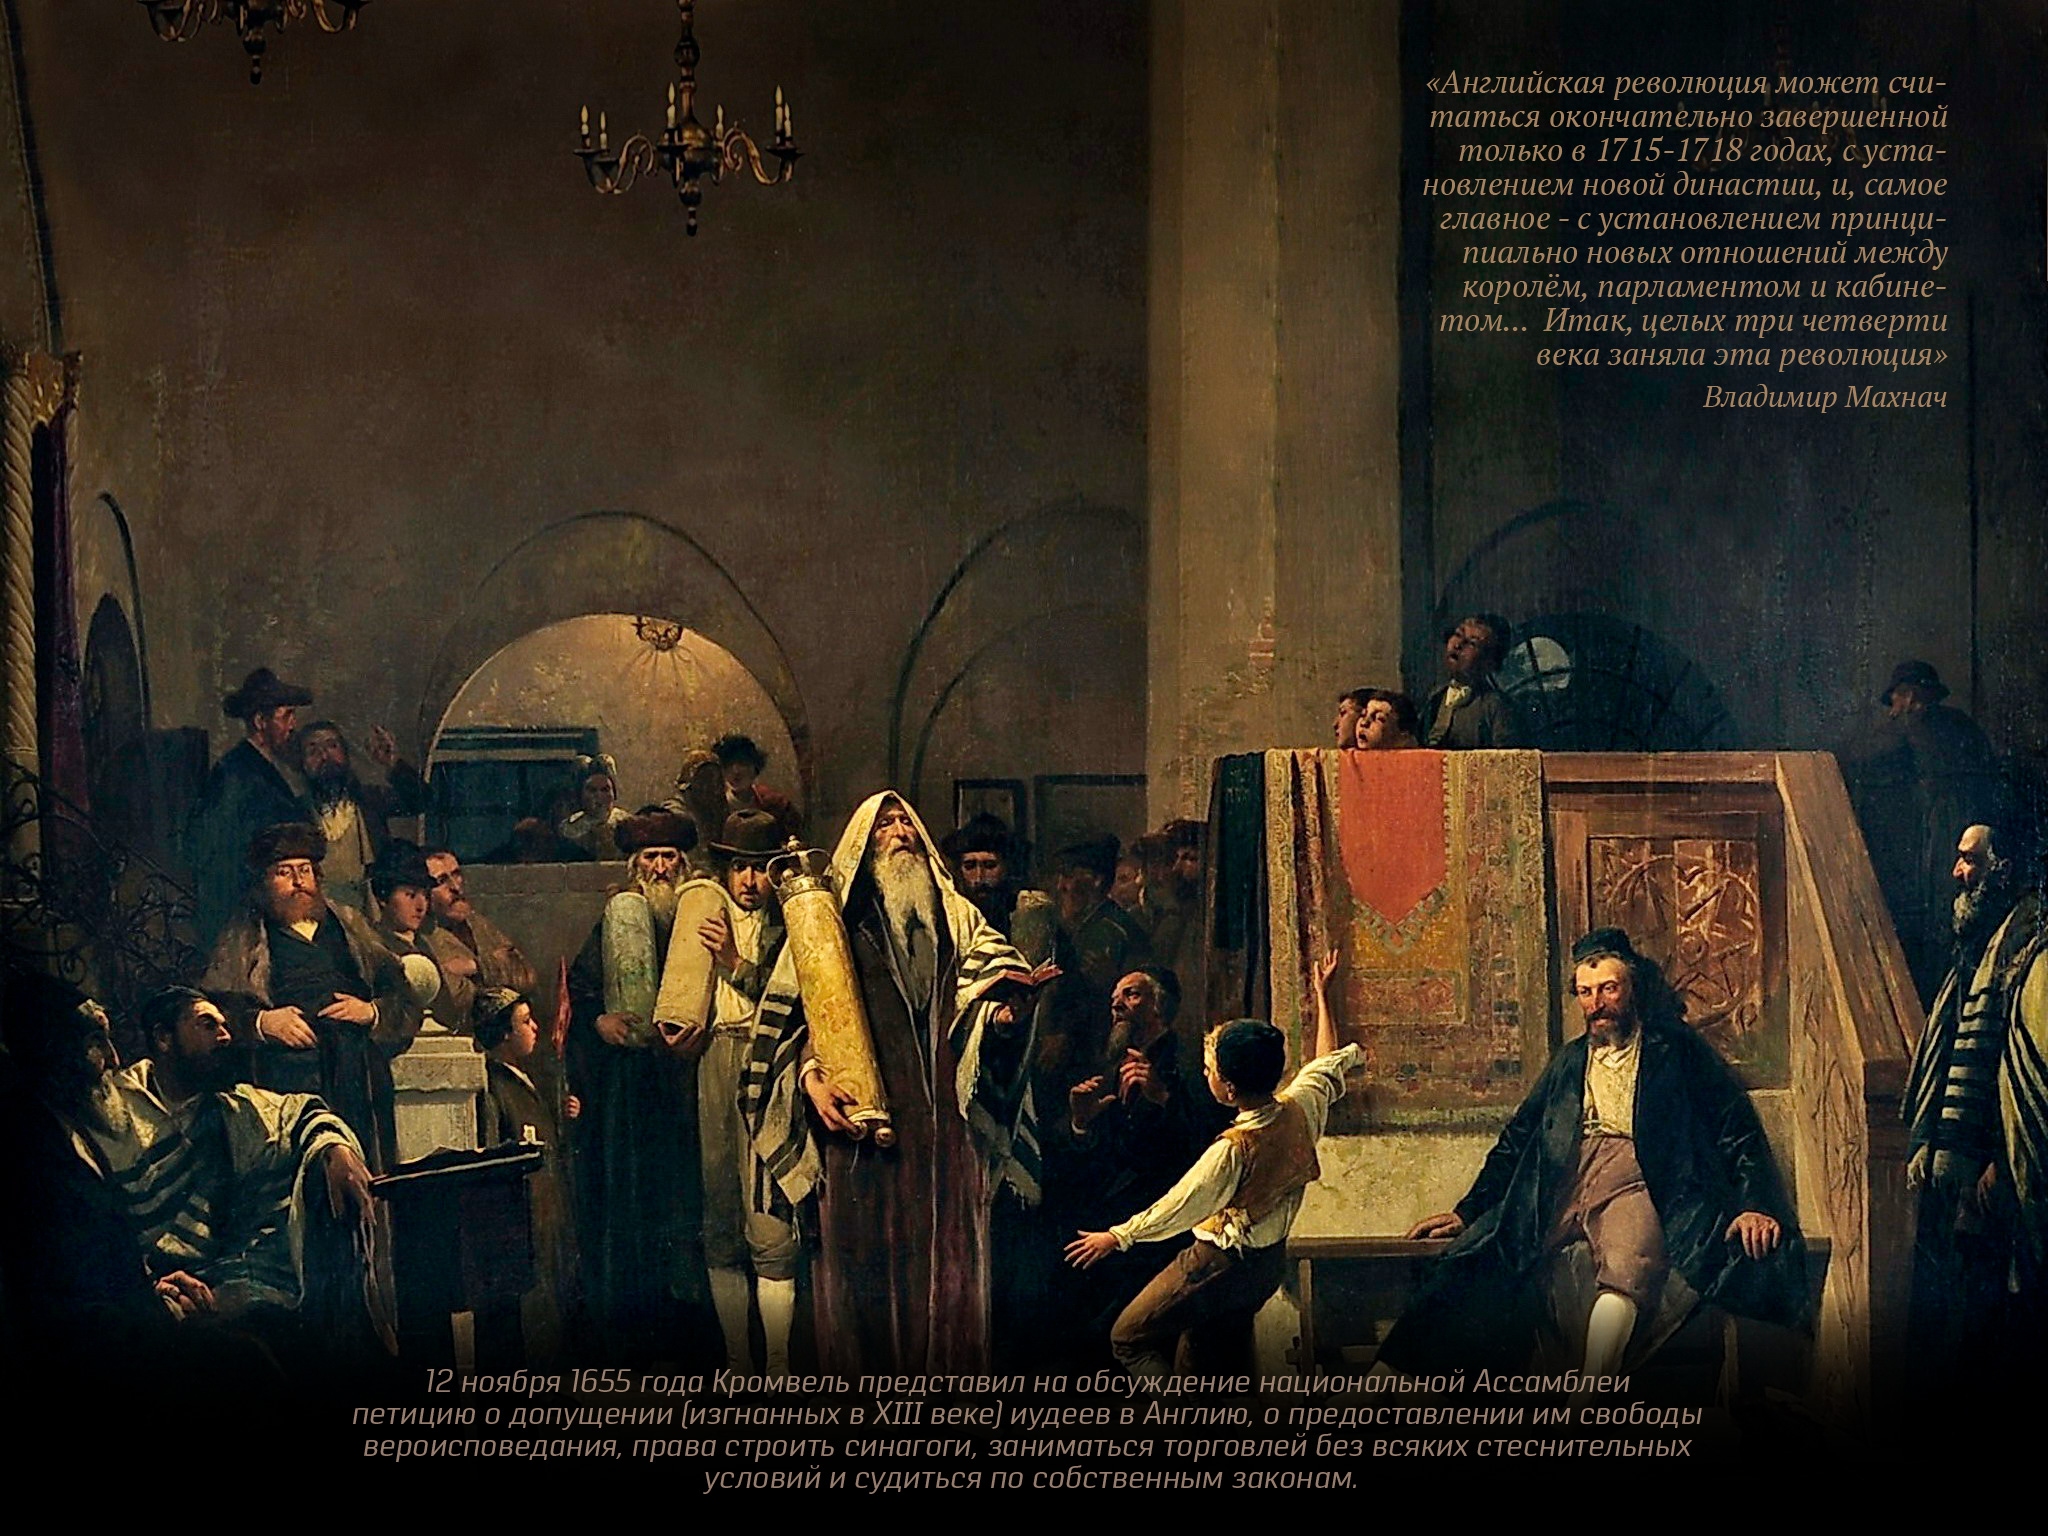 «Английская революция может счи-
таться окончательно завершенной
только в 1715-1718 годах, с уста-
новлением новой династии, и, самое
главное - с установлением принци-
пиально новых отношений между
королём, парламентом и кабине-
том... Итак, целых три четверти
века заняла эта революция»
Владимир Махнач
12 ноября 1655 года Кромвель представил на обсуждение национальной Ассамблеи
петицию о допущении (изгнанных в XIII веке) иудеев в Англию, о предоставлении им свободы
вероисповедания, права строить синагоги, заниматься торговлей без всяких стеснительных
условий и судиться по собственным законам.